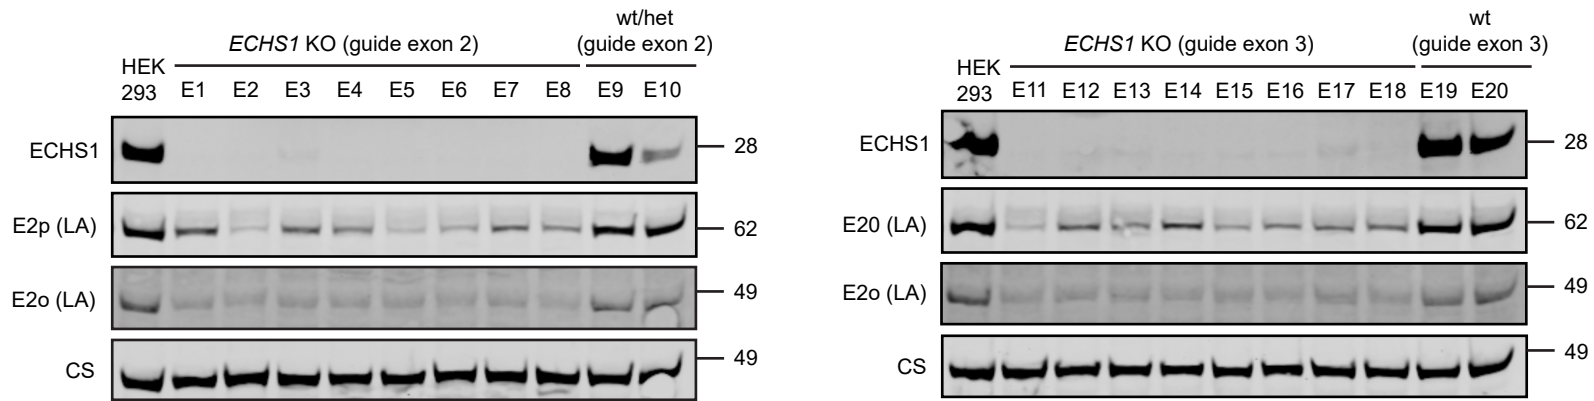 wt/het
ECHS1 KO (guide exon 2) (guide exon 2)
HEK
293 E1 E2 E3 E4 E5 E6 E7 E8 E9 E10
ECHS1 28
E2p (LA) 62
E2o (LA) 49
CS 49
wt
ECHS1 KO (guide exon 3) (guide exon 3)
HEK
293 E11 E12 E13 E14 E15 E16 E17 E18 E19 E20
ECHS1 28
E20 (LA) 62
E2o (LA) 49
CS 49